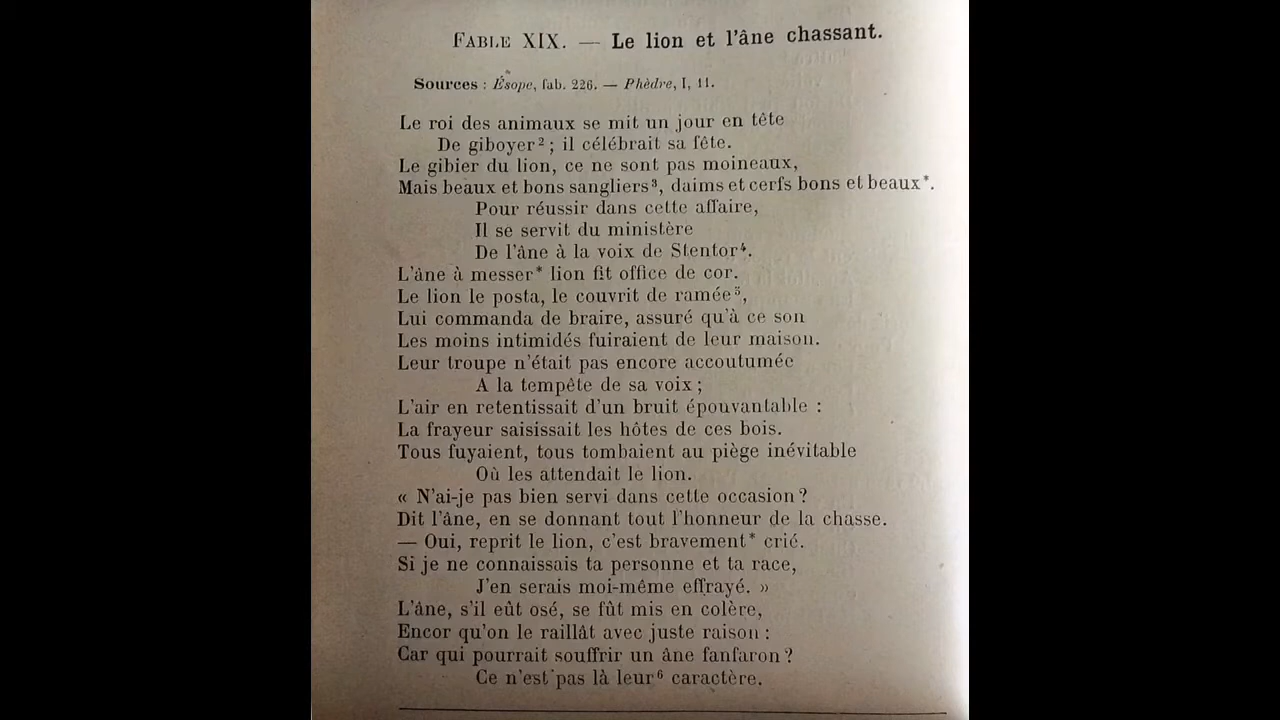 FABLE XIX. — Le lion et l'âne chassant.
Sources : Ésope, fab. 226. — Phèdre, I, 11.
Le roi des animaux se mit un jour en tête
De giboyer² ; il célébrait sa fête.
Le gibier du lion, ce ne sont pas moineaux,
Mais beaux et bons sangliers³, daims et cerfs bons et beaux*.
Pour réussir dans cette affaire,
Il se servit du ministère
De l'âne à la voix de Stentor⁴.
L'âne à messer* lion fit office de cor.
Le lion le posta, le couvrit de ramée⁵,
Lui commanda de braire, assuré qu'à ce son
Les moins intimidés fuiraient de leur maison.
Leur troupe n'était pas encore accoutumée
A la tempête de sa voix ;
L'air en retentissait d'un bruit épouvantable :
La frayeur saisissait les hôtes de ces bois.
Tous fuyaient, tous tombaient au piège inévitable
Où les attendait le lion.
« N'ai-je pas bien servi dans cette occasion ?
Dit l'âne, en se donnant tout l'honneur de la chasse.
— Oui, reprit le lion, c'est bravement* crié.
Si je ne connaissais ta personne et ta race,
J'en serais moi-même effrayé. »
L'âne, s'il eût osé, se fût mis en colère,
Encor qu'on le raillât avec juste raison :
Car qui pourrait souffrir un âne fanfaron ?
Ce n'est pas là leur⁶ caractère.